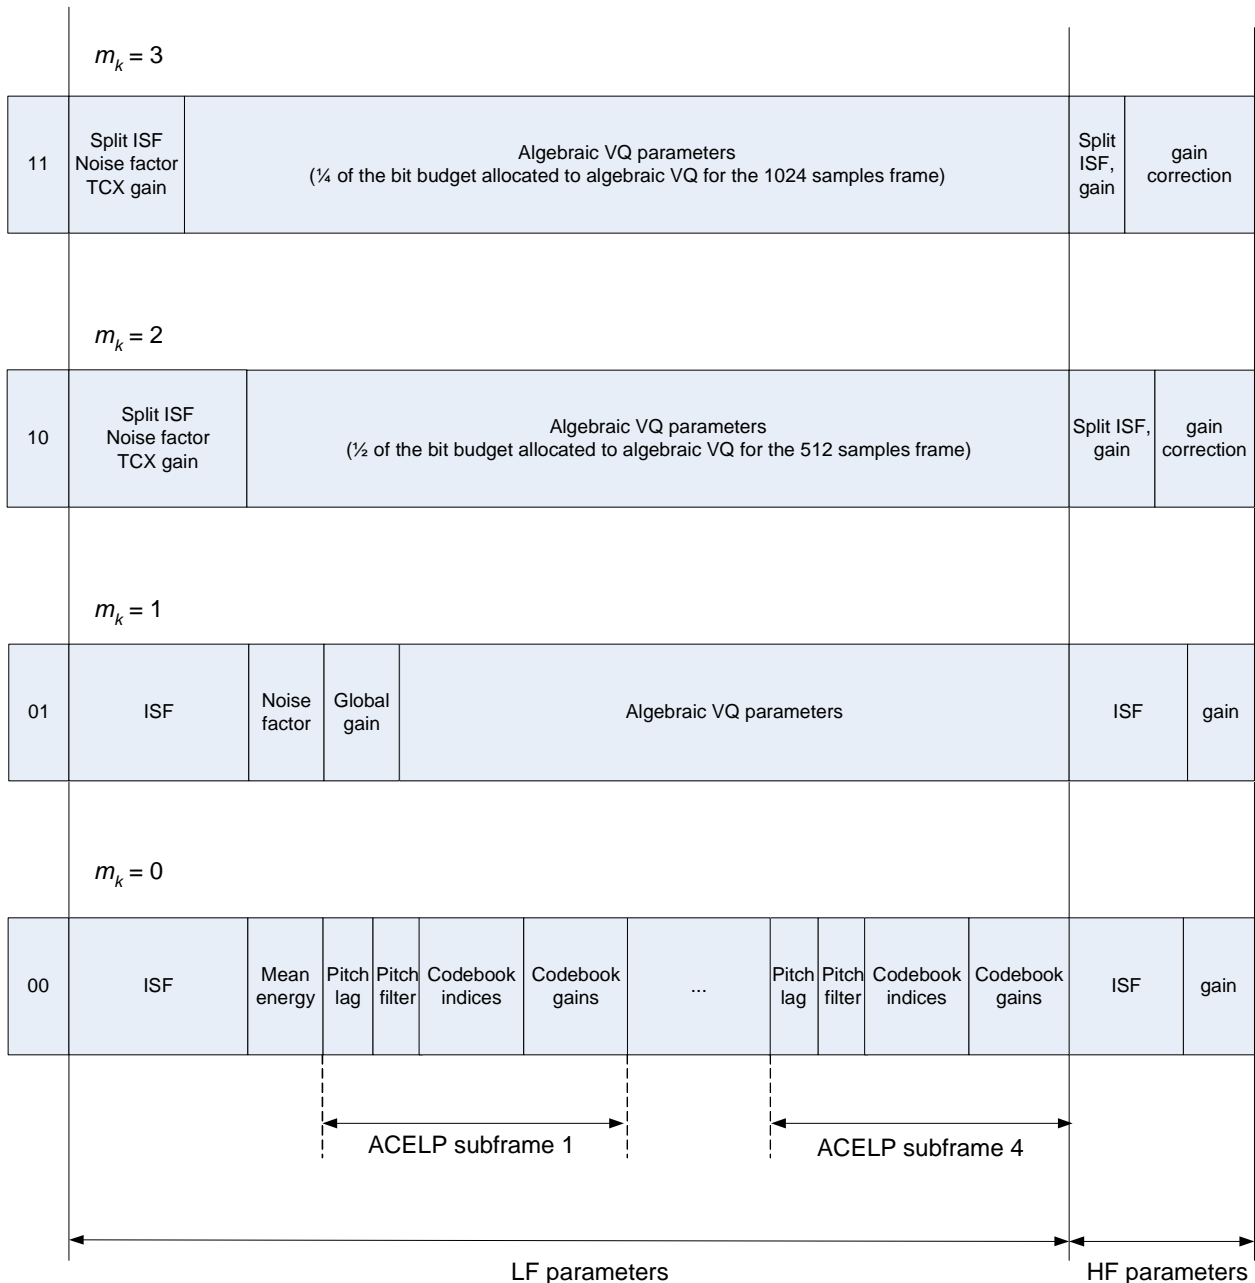 m_k = 3
11
Split ISF
Noise factor
TCX gain
Algebraic VQ parameters
(¼ of the bit budget allocated to algebraic VQ for the 1024 samples frame)
Split
ISF,
gain
gain
correction
m_k = 2
10
Split ISF
Noise factor
TCX gain
Algebraic VQ parameters
(½ of the bit budget allocated to algebraic VQ for the 512 samples frame)
Split ISF,
gain
gain
correction
m_k = 1
01
ISF
Noise
factor
Global
gain
Algebraic VQ parameters
ISF
gain
m_k = 0
00
ISF
Mean
energy
Pitch
lag
Pitch
filter
Codebook
indices
Codebook
gains
...
Pitch
lag
Pitch
filter
Codebook
indices
Codebook
gains
ISF
gain
ACELP subframe 1
ACELP subframe 4
LF parameters
HF parameters